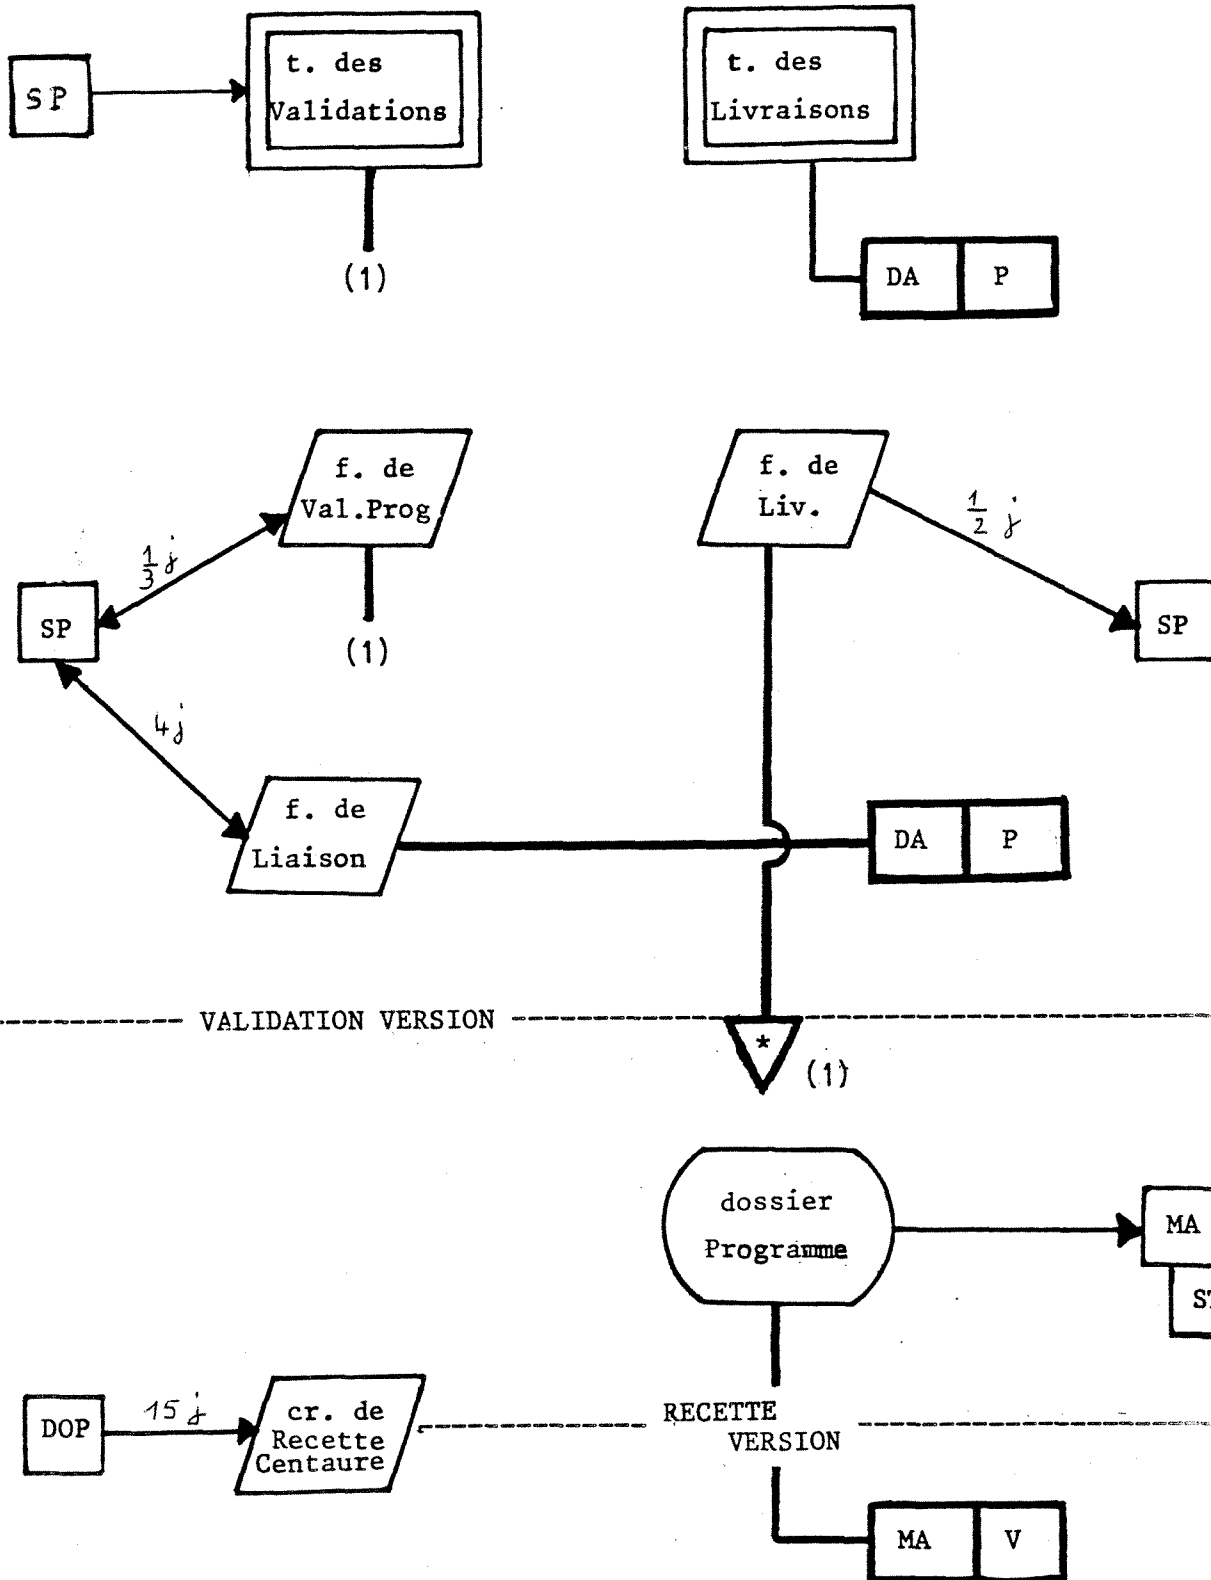 SP
t. des
Validations
(1)
t. des
Livraisons
DA P
f. de
Val.Prog
(1)
1/3 j
SP
4j
f. de
Liaison
f. de
Liv.
1/2 j
SP
DA P
VALIDATION VERSION
*
(1)
dossier
Programme
MA
DOP
15 j
cr. de
Recette
Centaure
RECETTE
VERSION
MA V